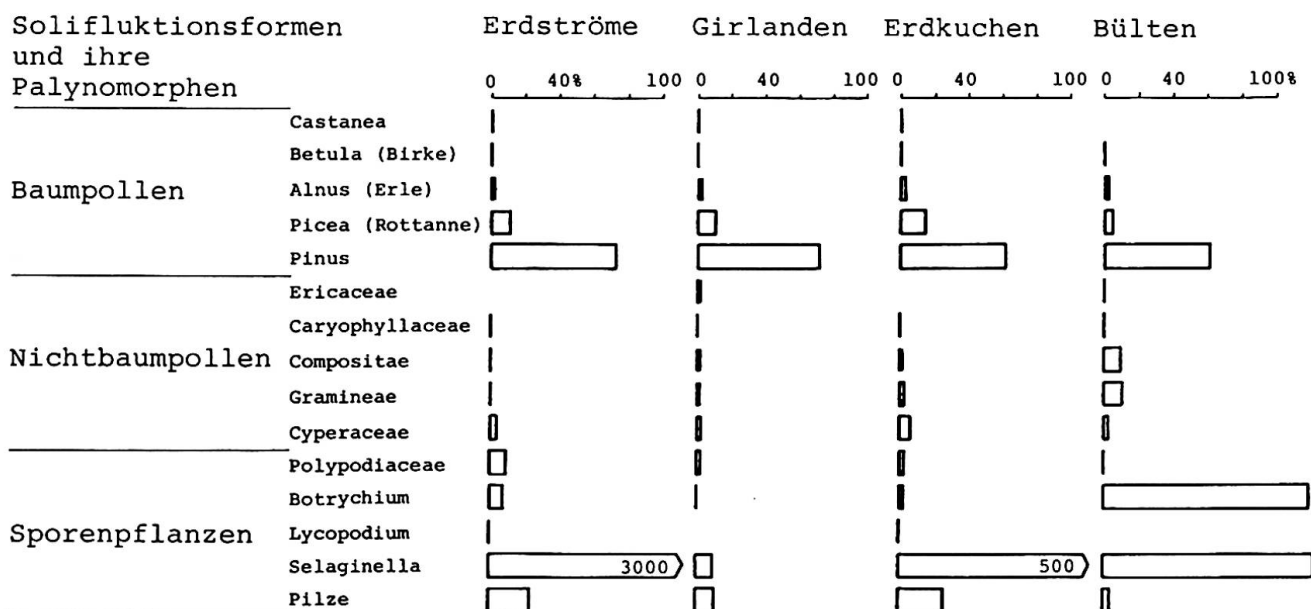 Solifluktionsformen
und ihre
Palynomorphen
Erdströme Girlanden Erdkuchen Bülten
0 40% 100 0 40 100 0 40 100 0 40 100%
Castanea
Betula (Birke)
Baumpollen Alnus (Erle)
Picea (Rottanne)
Pinus
Ericaceae
Caryophyllaceae
Nichtbaumpollen Compositae
Gramineae
Cyperaceae
Polypodiaceae
Botrychium
Sporenpflanzen Lycopodium
Selaginella 3000 500
Pilze